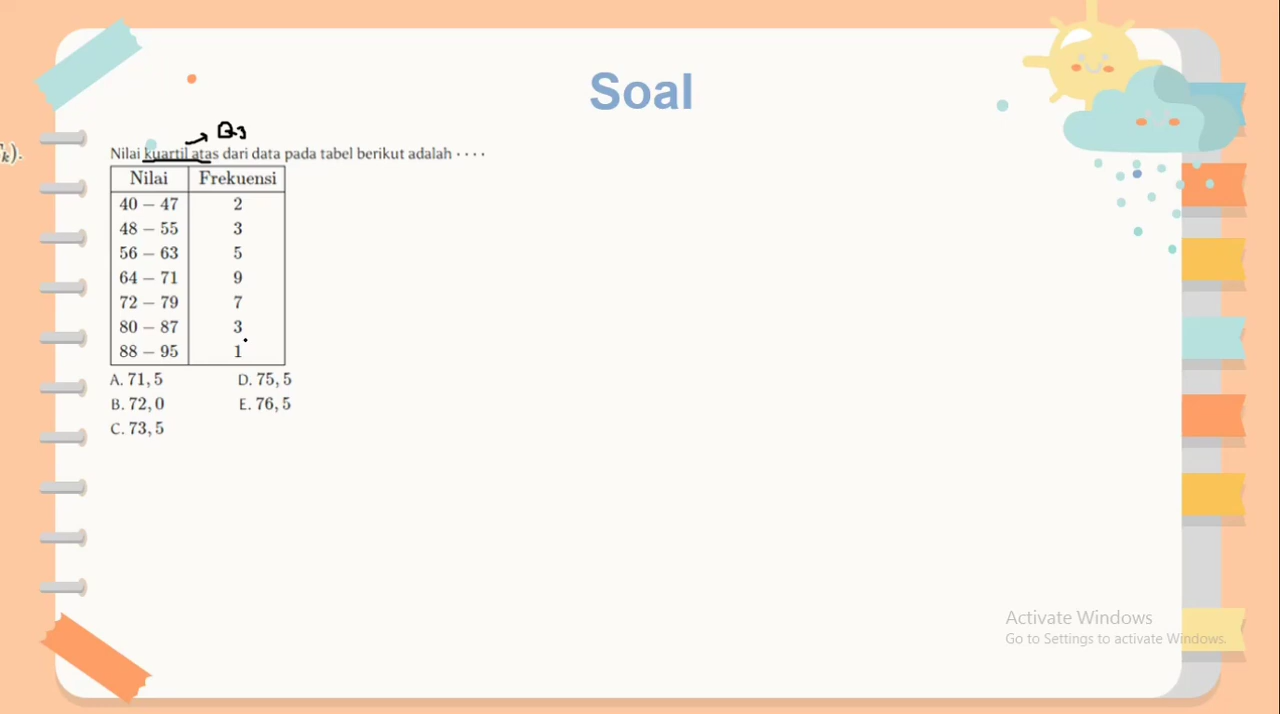 Soal
Q3
k).
Nilai kuartil atas dari data pada tabel berikut adalah · · · ·
Nilai Frekuensi
40 – 47 2
48 – 55 3
56 – 63 5
64 – 71 9
72 – 79 7
80 – 87 3
88 – 95 1
A. 71, 5 D. 75, 5
B. 72, 0 E. 76, 5
C. 73, 5
Activate Windows
Go to Settings to activate Windows.